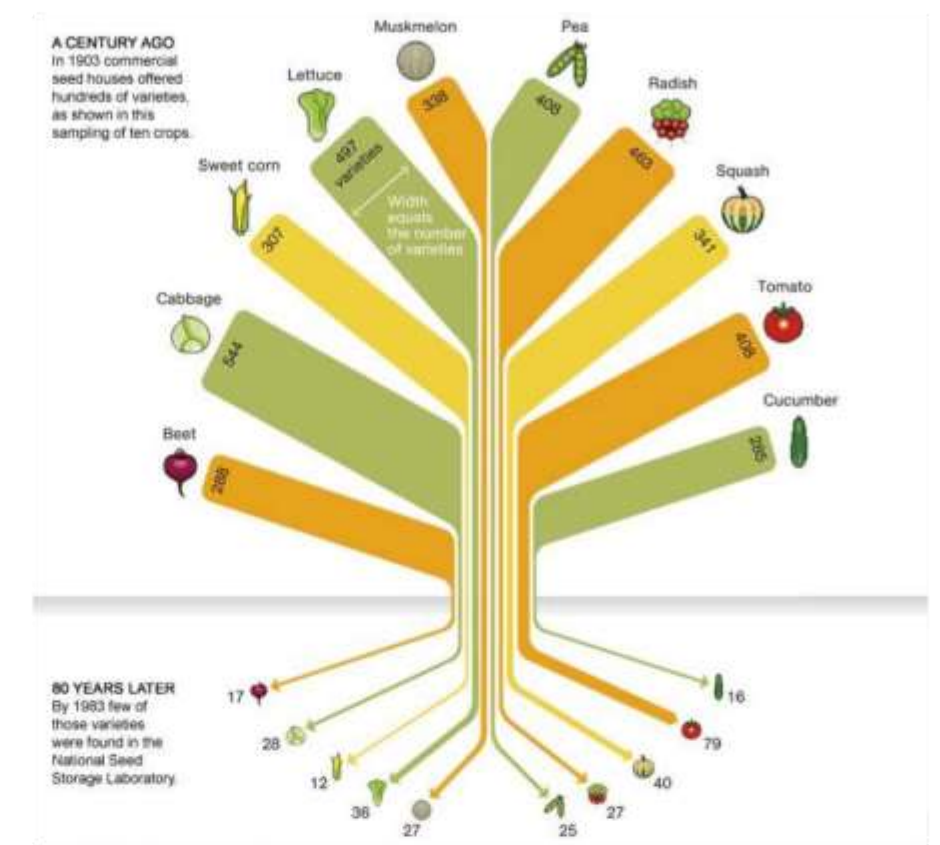 A CENTURY AGO
In 1903 commercial
seed houses offered
hundreds of varieties,
as shown in this
sampling of ten crops.
Muskmelon
338
Pea
408
Lettuce
497
varieties
Width
equals
the number
of varieties
Radish
463
Sweet corn
307
Squash
341
Cabbage
544
Tomato
408
Beet
288
Cucumber
285
80 YEARS LATER
By 1983 few of
those varieties
were found in the
National Seed
Storage Laboratory.
17
28
12
36
27
25
27
40
79
16